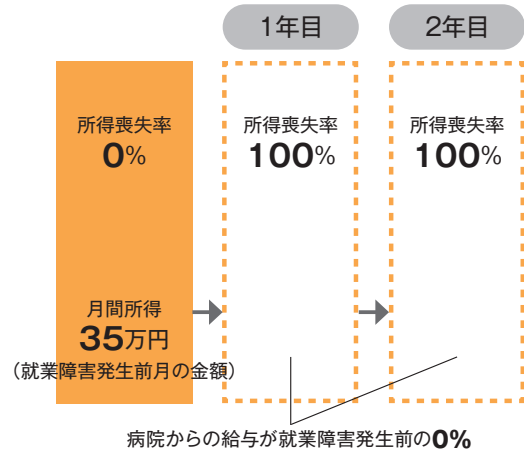 1年目
2年目
所得喪失率
0%
所得喪失率
100%
所得喪失率
100%
月間所得
35万円
(就業障害発生前月の金額)
病院からの給与が就業障害発生前の0%